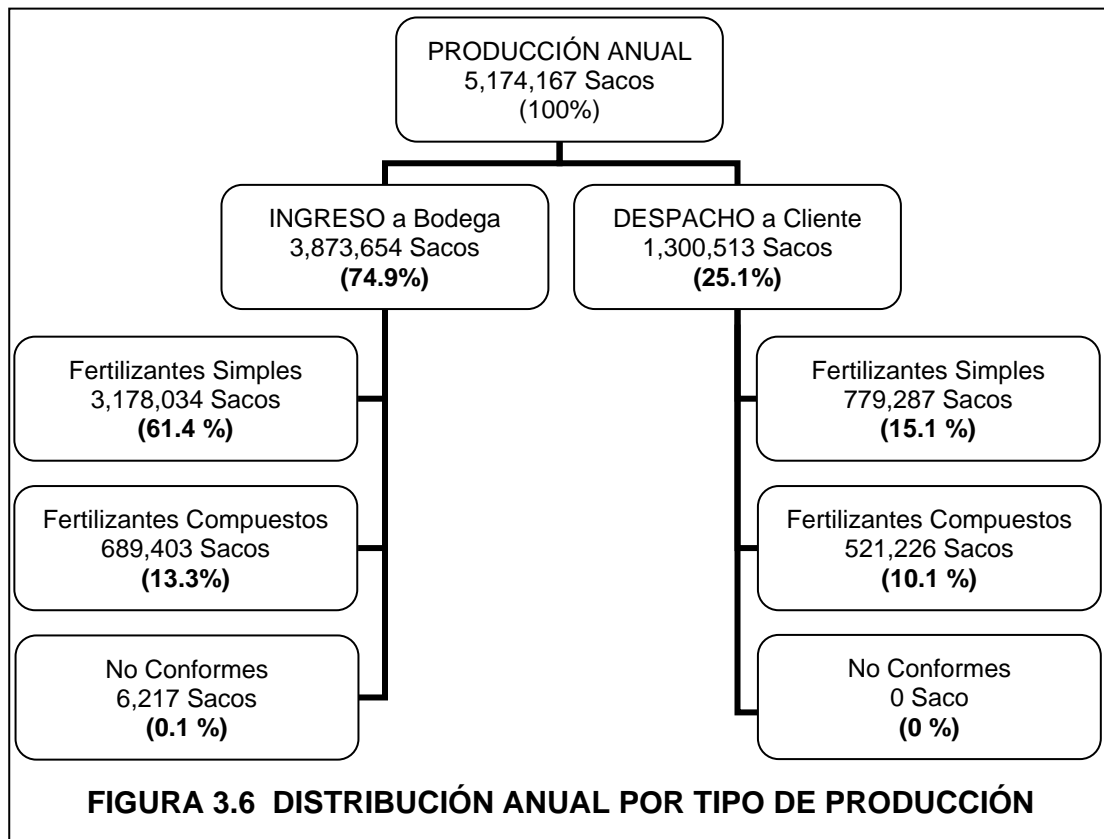 PRODUCCIÓN ANUAL
5,174,167 Sacos
(100%)
INGRESO a Bodega
3,873,654 Sacos
(74.9%)
DESPACHO a Cliente
1,300,513 Sacos
(25.1%)
Fertilizantes Simples
3,178,034 Sacos
(61.4 %)
Fertilizantes Simples
779,287 Sacos
(15.1 %)
Fertilizantes Compuestos
689,403 Sacos
(13.3%)
Fertilizantes Compuestos
521,226 Sacos
(10.1 %)
No Conformes
6,217 Sacos
(0.1 %)
No Conformes
0 Saco
(0 %)
FIGURA 3.6 DISTRIBUCIÓN ANUAL POR TIPO DE PRODUCCIÓN